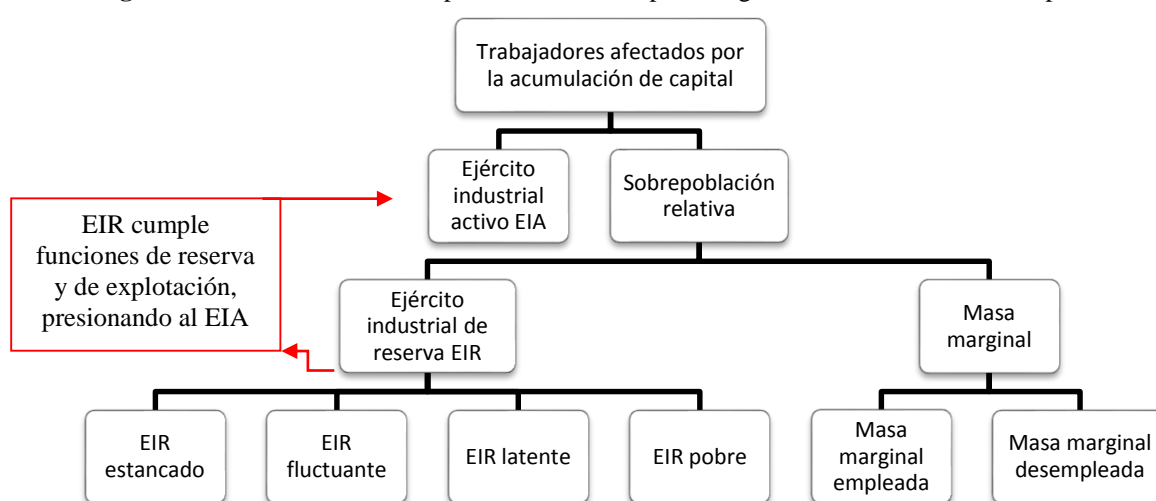 Trabajadores afectados por
la acumulación de capital
Ejército
industrial
activo EIA
Sobrepoblación
relativa
EIR cumple
funciones de reserva
y de explotación,
presionando al EIA
Ejército
industrial de
reserva EIR
Masa
marginal
EIR
estancado
EIR
fluctuante
EIR latente
EIR pobre
Masa
marginal
empleada
Masa marginal
desempleada